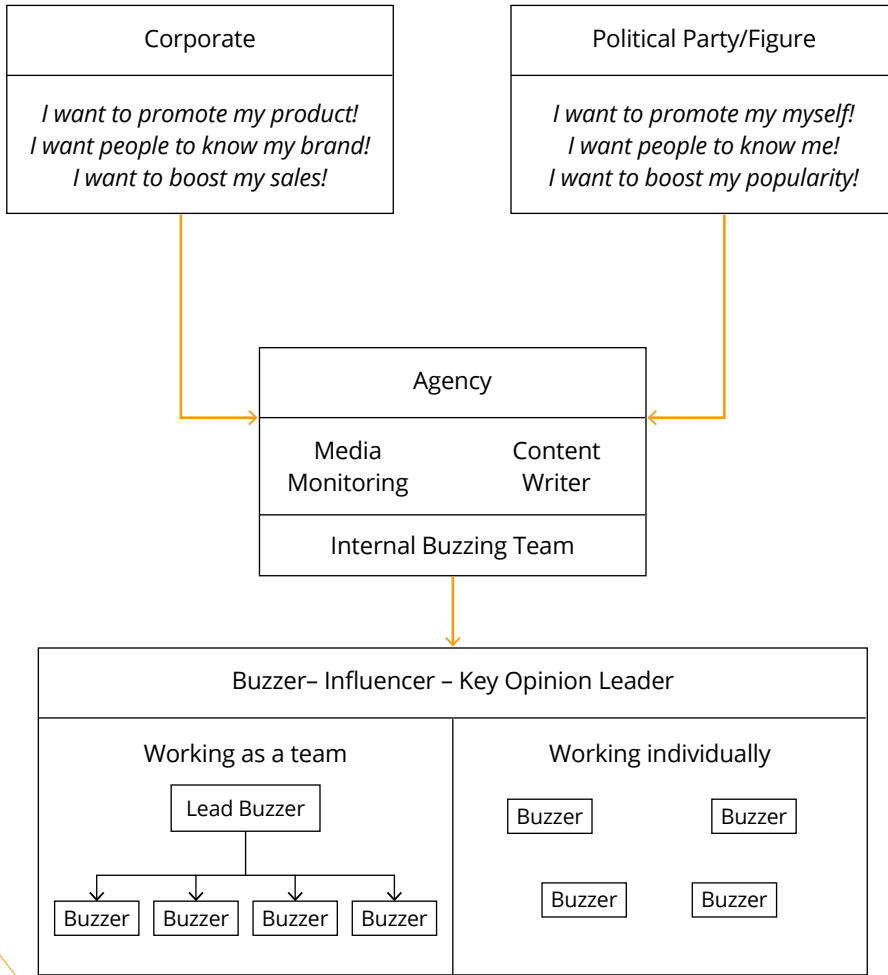 Corporate
I want to promote my product!
I want people to know my brand!
I want to boost my sales!
Political Party/Figure
I want to promote my myself!
I want people to know me!
I want to boost my popularity!
Agency
Media
Monitoring
Content
Writer
Internal Buzzing Team
Buzzer– Influencer – Key Opinion Leader
Working as a team
Lead Buzzer
Buzzer
Buzzer
Buzzer
Buzzer
Working individually
Buzzer
Buzzer
Buzzer
Buzzer